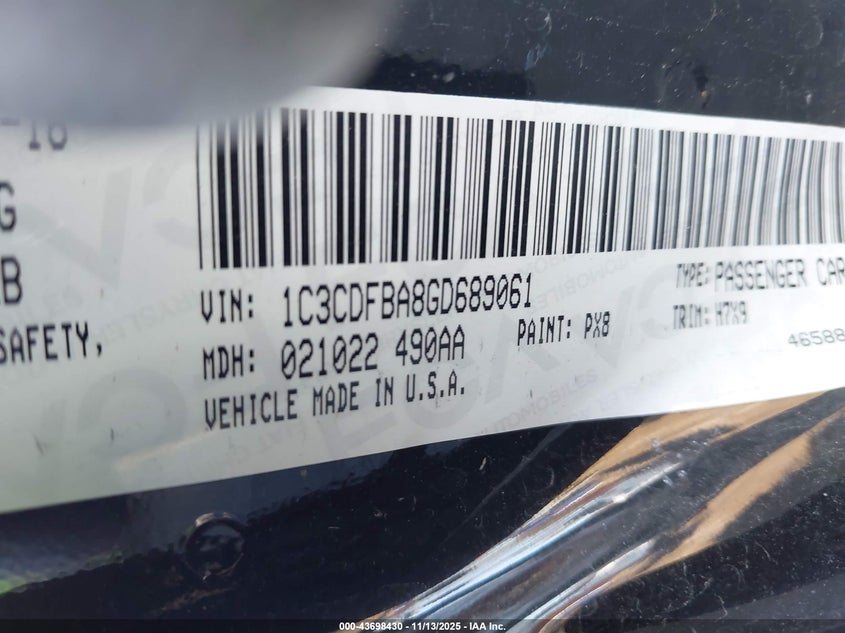 -16
G
B
SAFETY,
VIN: 1C3CDFBA8GD689061
TYPE: PASSENGER CAR
MDH: 021022 490AA
PAINT: PX8
TRIM: H7X9
VEHICLE MADE IN U.S.A.
46588
000-43698430 - 11/13/2025 - IAA Inc.